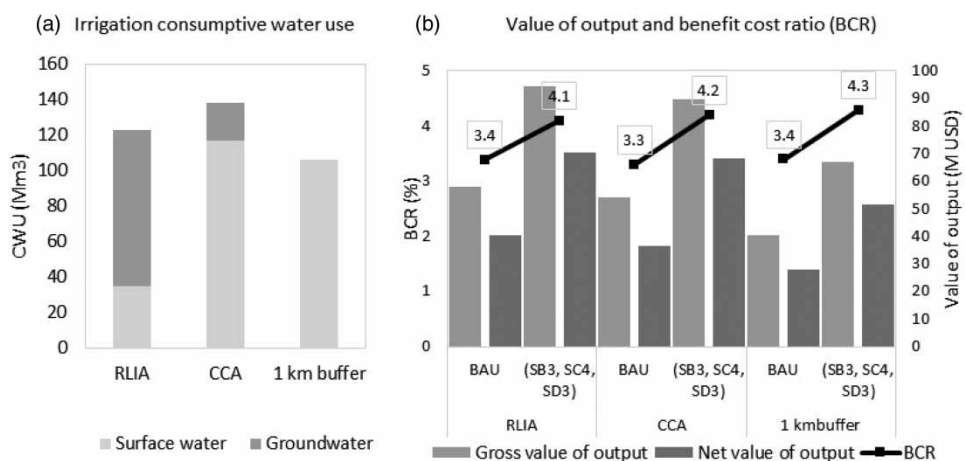 (a) Irrigation consumptive water use
CWU (Mm3)
160
140
120
100
80
60
40
20
0
RLIA CCA 1 km buffer
Surface water Groundwater
(b) Value of output and benefit cost ratio (BCR)
BCR (%)
5
4
3
2
1
0
3.4 4.1 3.3 4.2 3.4 4.3
100
90
80
70
60
50
40
30
20
10
0
Value of output (M USD)
BAU (SB3, SC4, SD3) BAU (SB3, SC4, SD3) BAU (SB3, SC4, SD3)
RLIA CCA 1 kmbuffer
Gross value of output Net value of output BCR